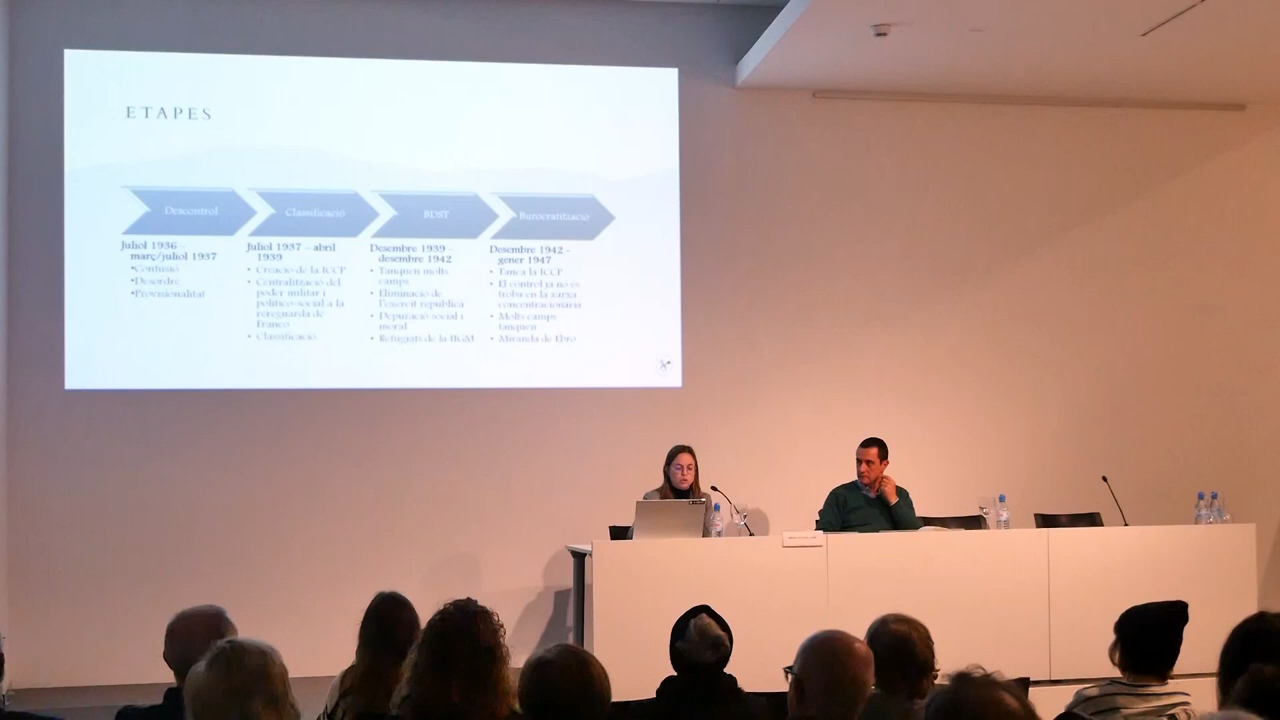 ETAPES
Descontrol
Classificació
BDST
Burocratització
Juliol 1936 –
març/juliol 1937
•Confusió
•Desordre
•Provisionalitat
Juliol 1937 – abril
1939
• Creació de la ICCP
• Centralització del
poder militar i
político-social a la
rereguarda de
Franco
• Classificació
Desembre 1939 –
desembre 1942
• Tanquen molts
camps
• Eliminació de
l'exèrcit republicà
• Depuració social i
moral
• Refugiats de la IIGM
Desembre 1942 -
gener 1947
• Tanca la ICCP
• El control ja no es
troba en la xarxa
concentracionària
• Molts camps
tanquen
• Miranda de Ebro